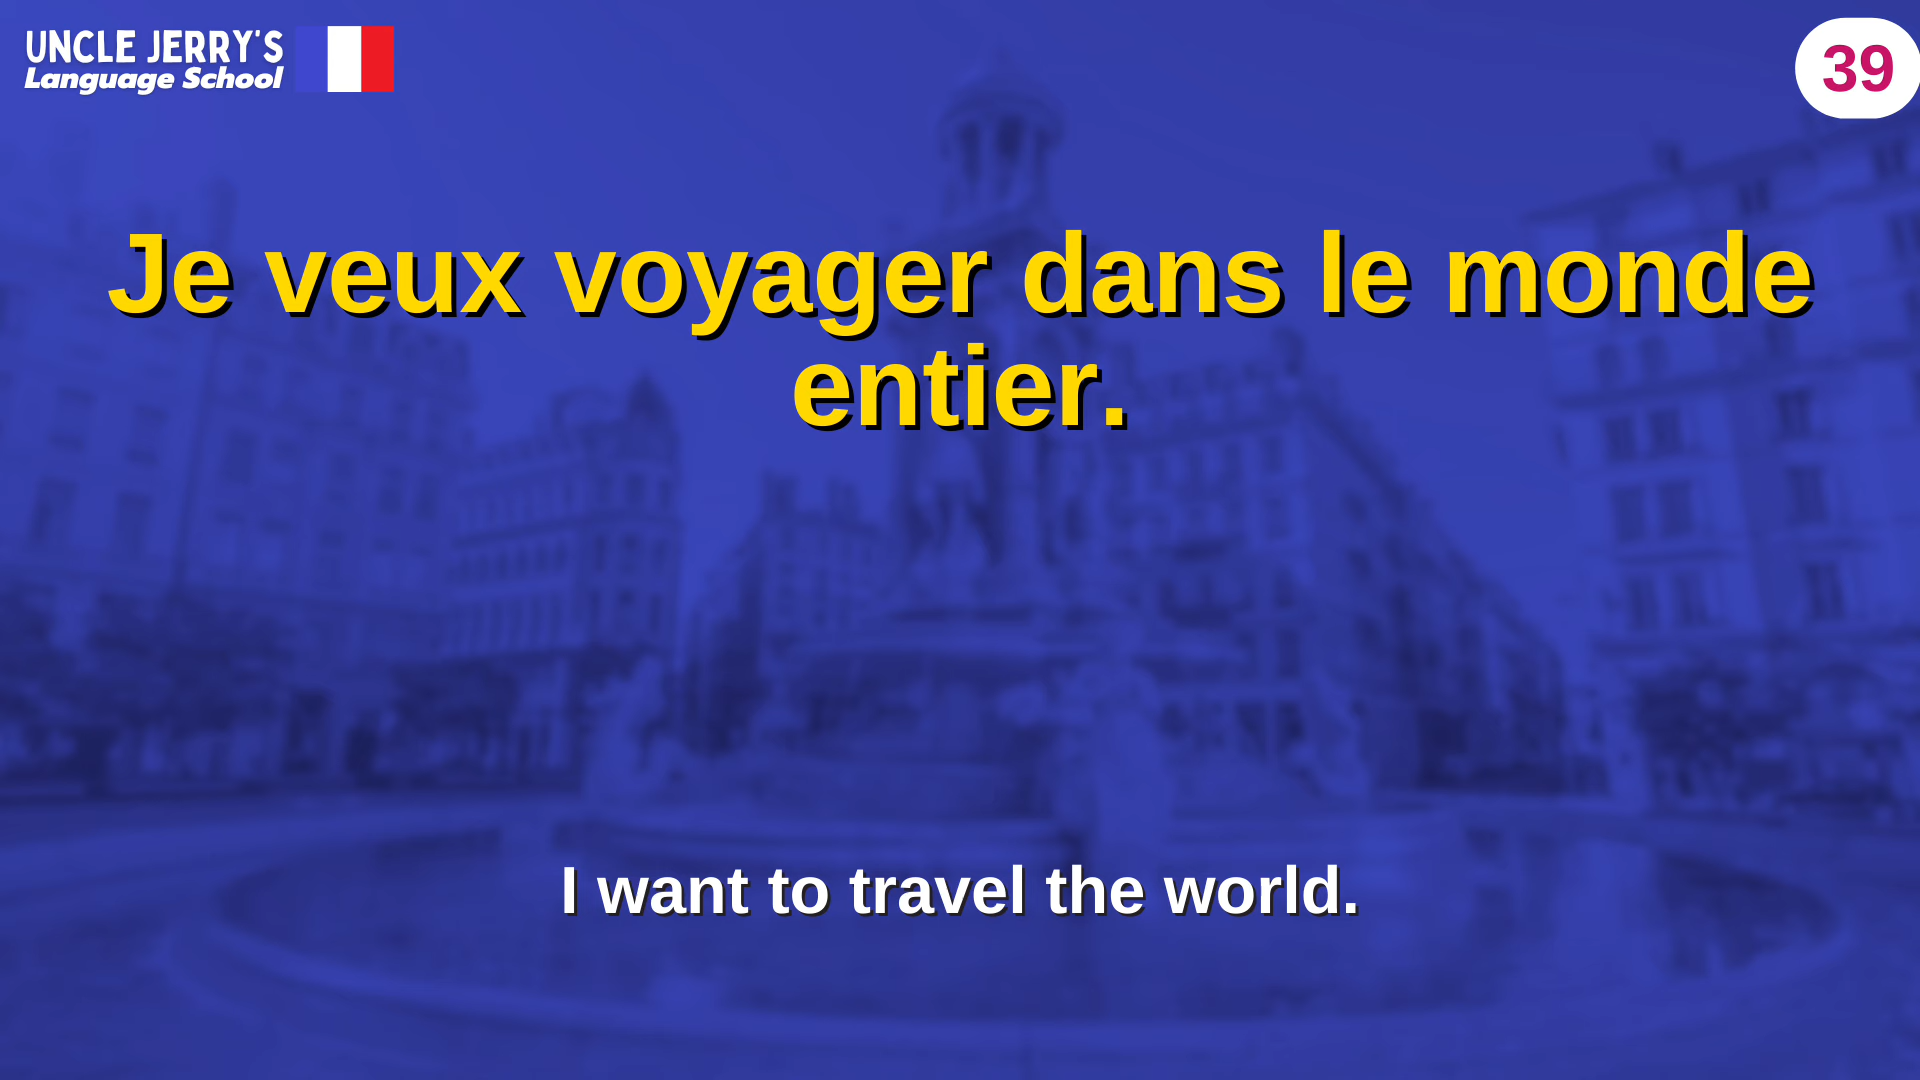 UNCLE JERRY'S
Language School
39
Je veux voyager dans le monde
entier.
I want to travel the world.